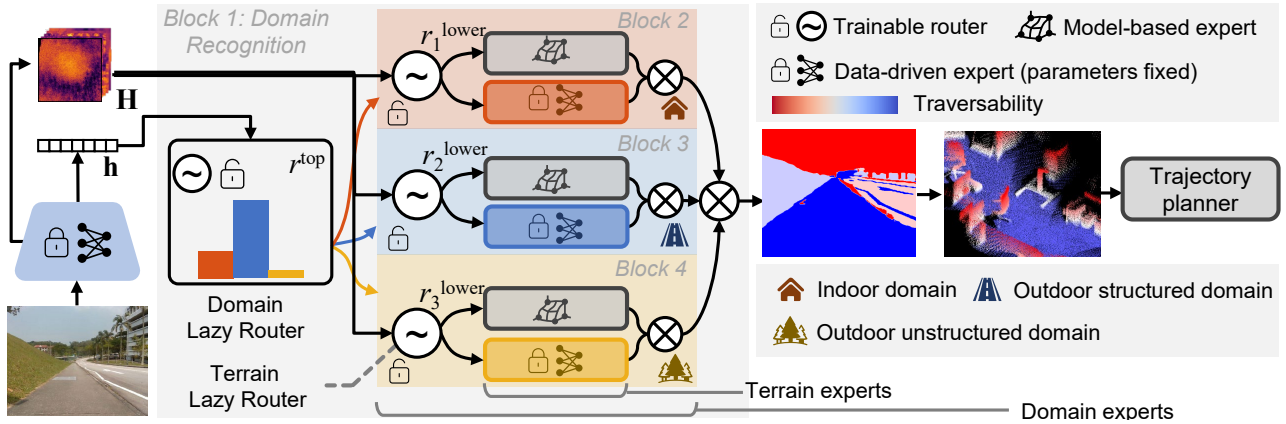 Block 1: Domain
Recognition
H
h
r^top
Domain
Lazy Router
Terrain
Lazy Router
Block 2
r_1^lower
Block 3
r_2^lower
Block 4
r_3^lower
Terrain experts
Domain experts
Trainable router
Model-based expert
Data-driven expert (parameters fixed)
Traversability
Trajectory
planner
Indoor domain
Outdoor structured domain
Outdoor unstructured domain